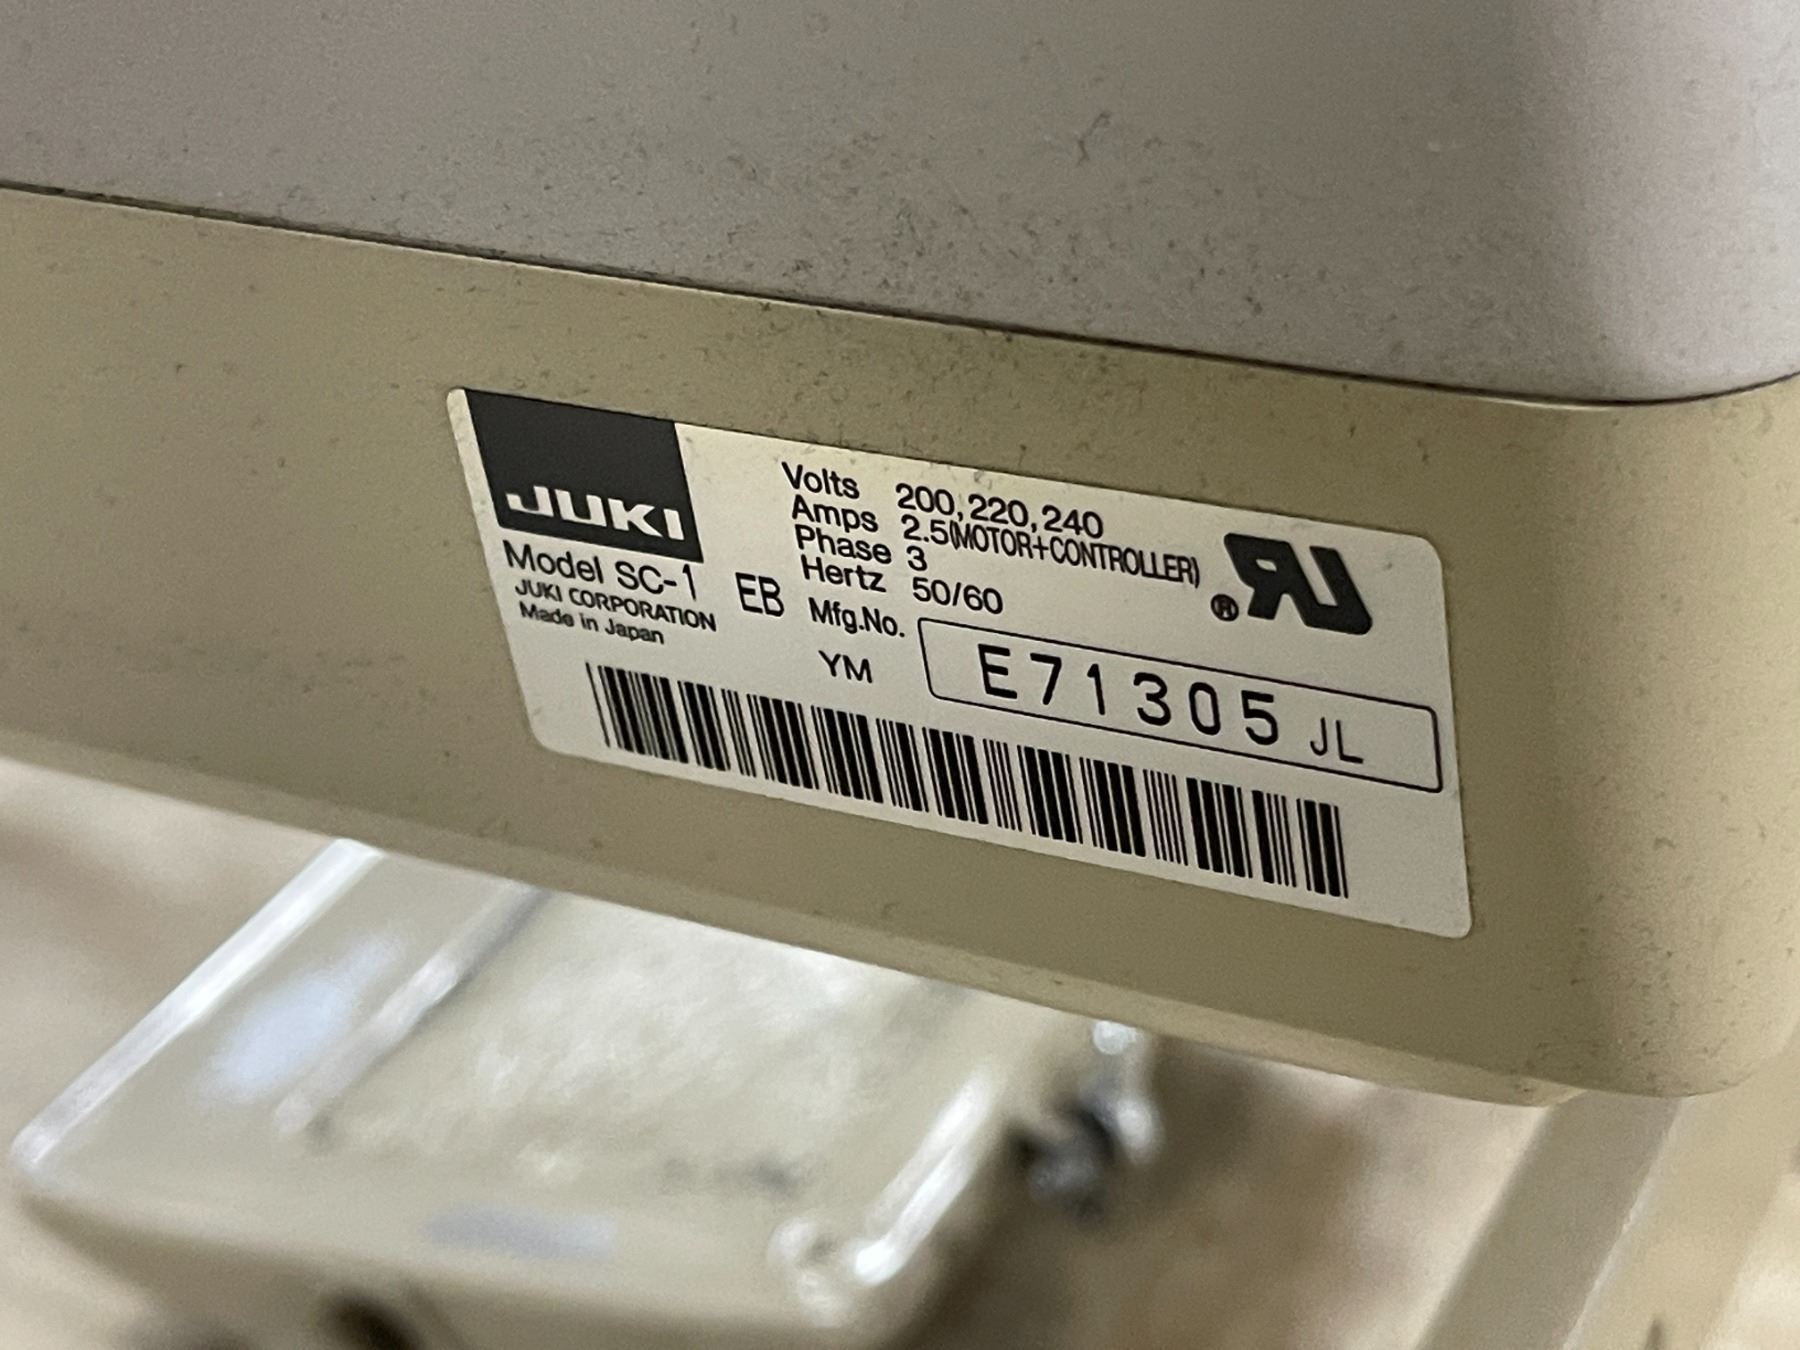 JUKI
Model SC-1 EB
JUKI CORPORATION
Made in Japan
Volts 200,220,240
Amps 2.5(MOTOR+CONTROLLER)
Phase 3
Hertz 50/60
Mfg.No. E71305 JL
YM
®